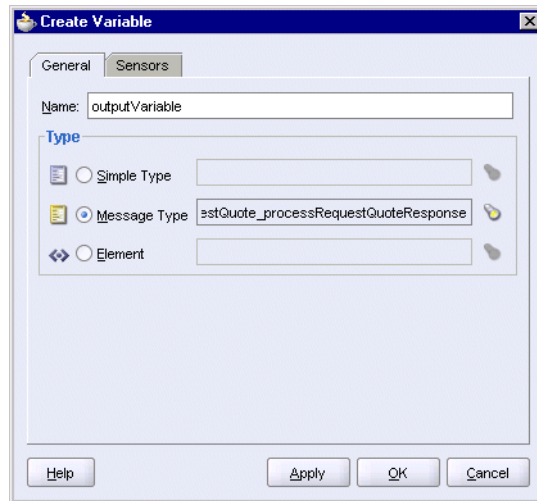 Create Variable
General Sensors
Name: outputVariable
Type
Simple Type
Message Type estQuote_processRequestQuoteResponse
Element
Help Apply OK Cancel